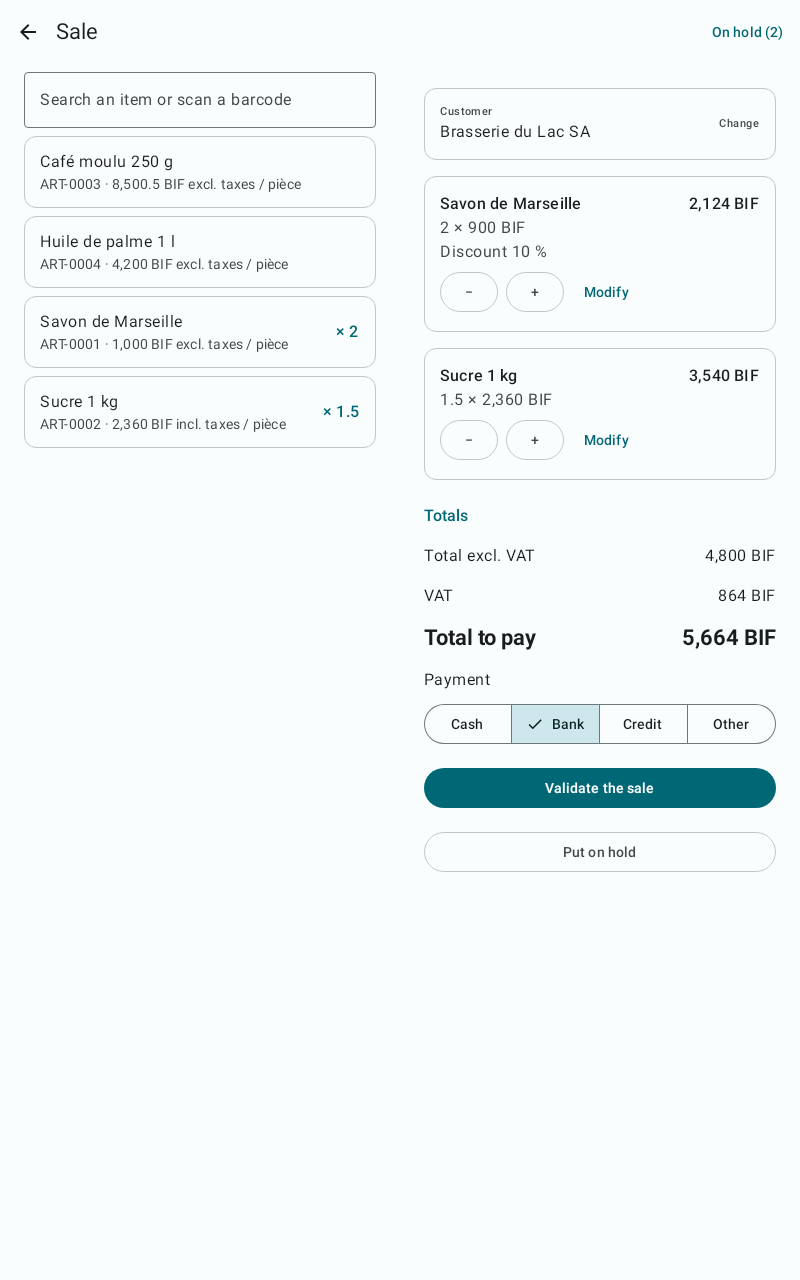 Sale
On hold (2)
Search an item or scan a barcode
Café moulu 250 g
ART-0003 · 8,500.5 BIF excl. taxes / pièce
Huile de palme 1 l
ART-0004 · 4,200 BIF excl. taxes / pièce
Savon de Marseille
ART-0001 · 1,000 BIF excl. taxes / pièce
× 2
Sucre 1 kg
ART-0002 · 2,360 BIF incl. taxes / pièce
× 1.5
Customer
Brasserie du Lac SA
Change
Savon de Marseille 2,124 BIF
2 × 900 BIF
Discount 10 %
− + Modify
Sucre 1 kg 3,540 BIF
1.5 × 2,360 BIF
− + Modify
Totals
Total excl. VAT 4,800 BIF
VAT 864 BIF
Total to pay 5,664 BIF
Payment
Cash Bank Credit Other
Validate the sale
Put on hold